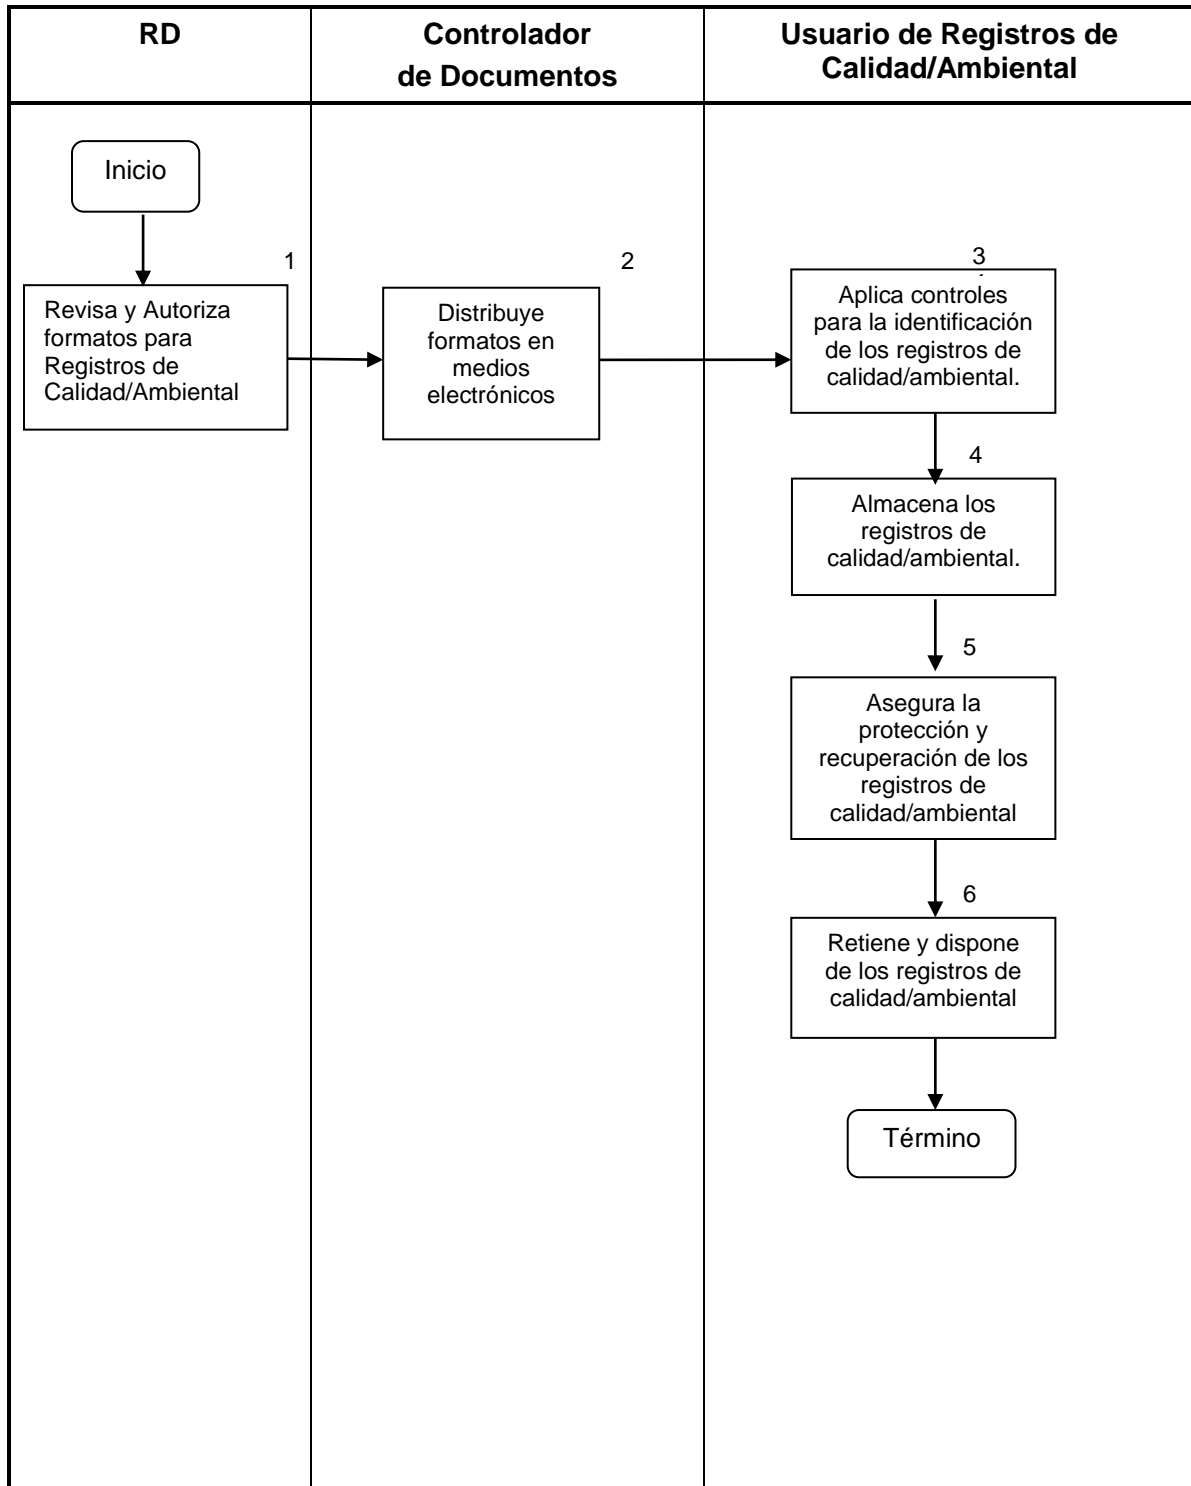 RD
Controlador
de Documentos
Usuario de Registros de
Calidad/Ambiental
Inicio
1
Revisa y Autoriza
formatos para
Registros de
Calidad/Ambiental
2
Distribuye
formatos en
medios
electrónicos
3
Aplica controles
para la identificación
de los registros de
calidad/ambiental.
4
Almacena los
registros de
calidad/ambiental.
5
Asegura la
protección y
recuperación de los
registros de
calidad/ambiental
6
Retiene y dispone
de los registros de
calidad/ambiental
Término